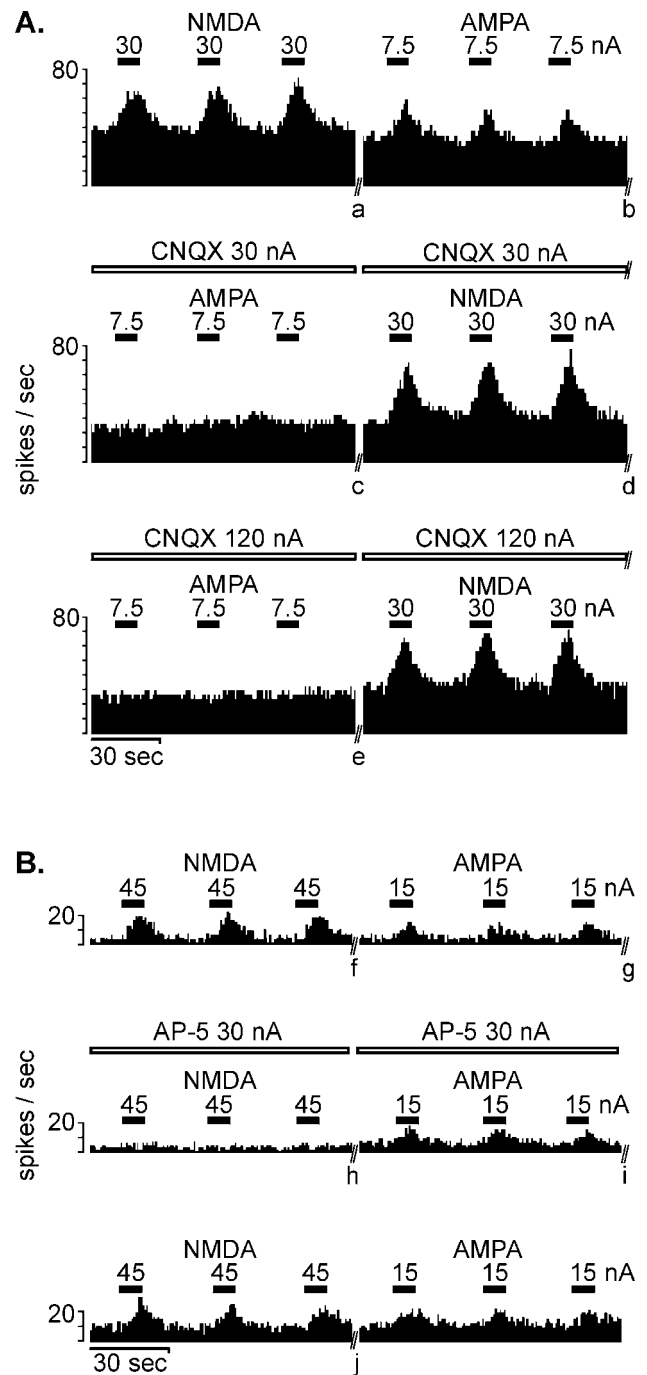 A.
NMDA AMPA
30 30 30 7.5 7.5 7.5 nA
80
a b
CNQX 30 nA CNQX 30 nA
AMPA NMDA
7.5 7.5 7.5 30 30 30 nA
80
spikes / sec
c d
CNQX 120 nA CNQX 120 nA
AMPA NMDA
7.5 7.5 7.5 30 30 30 nA
80
30 sec
e
B.
NMDA AMPA
45 45 45 15 15 15 nA
20
f g
AP-5 30 nA AP-5 30 nA
NMDA AMPA
45 45 45 15 15 15 nA
20
spikes / sec
h i
NMDA AMPA
45 45 45 15 15 15 nA
20
30 sec
j